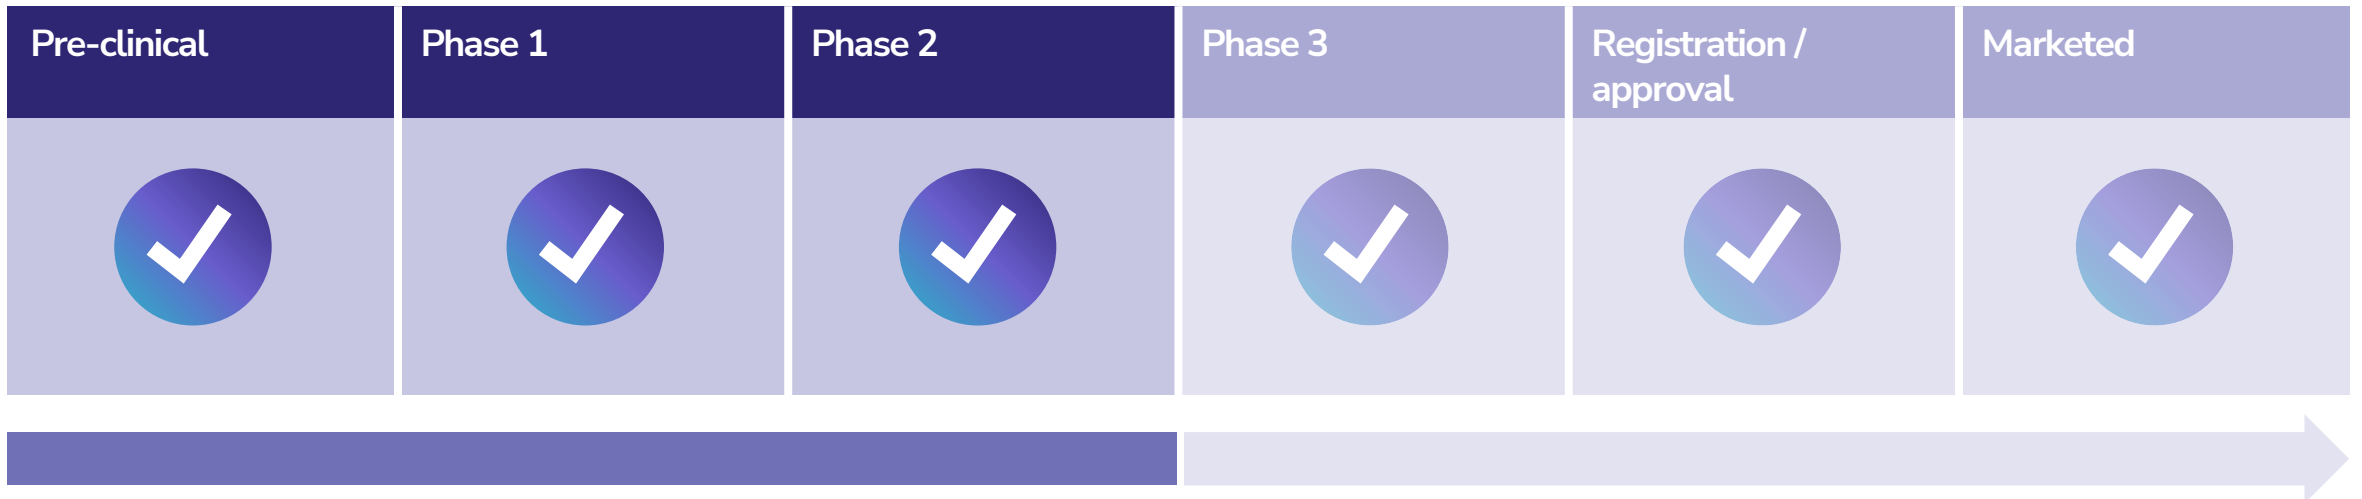 Pre-clinical
Phase 1
Phase 2
Phase 3
Registration /
approval
Marketed